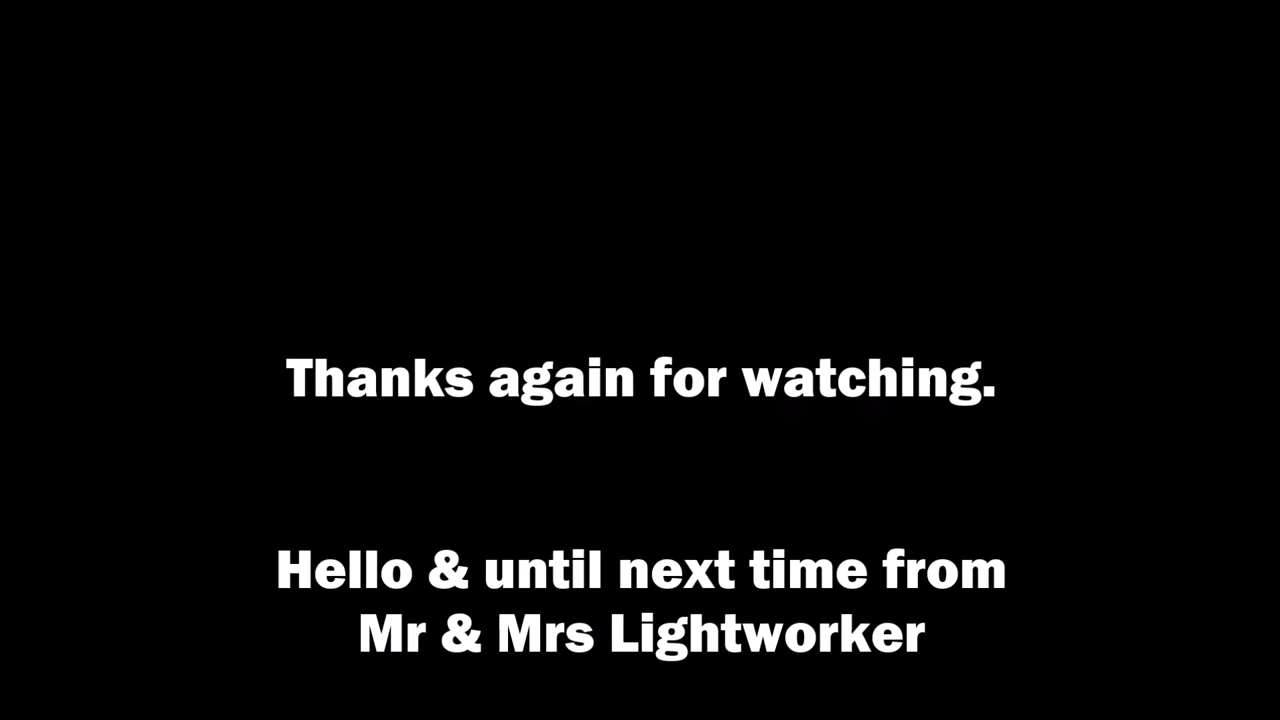 Thanks again for watching.
Hello & until next time from
Mr & Mrs Lightworker